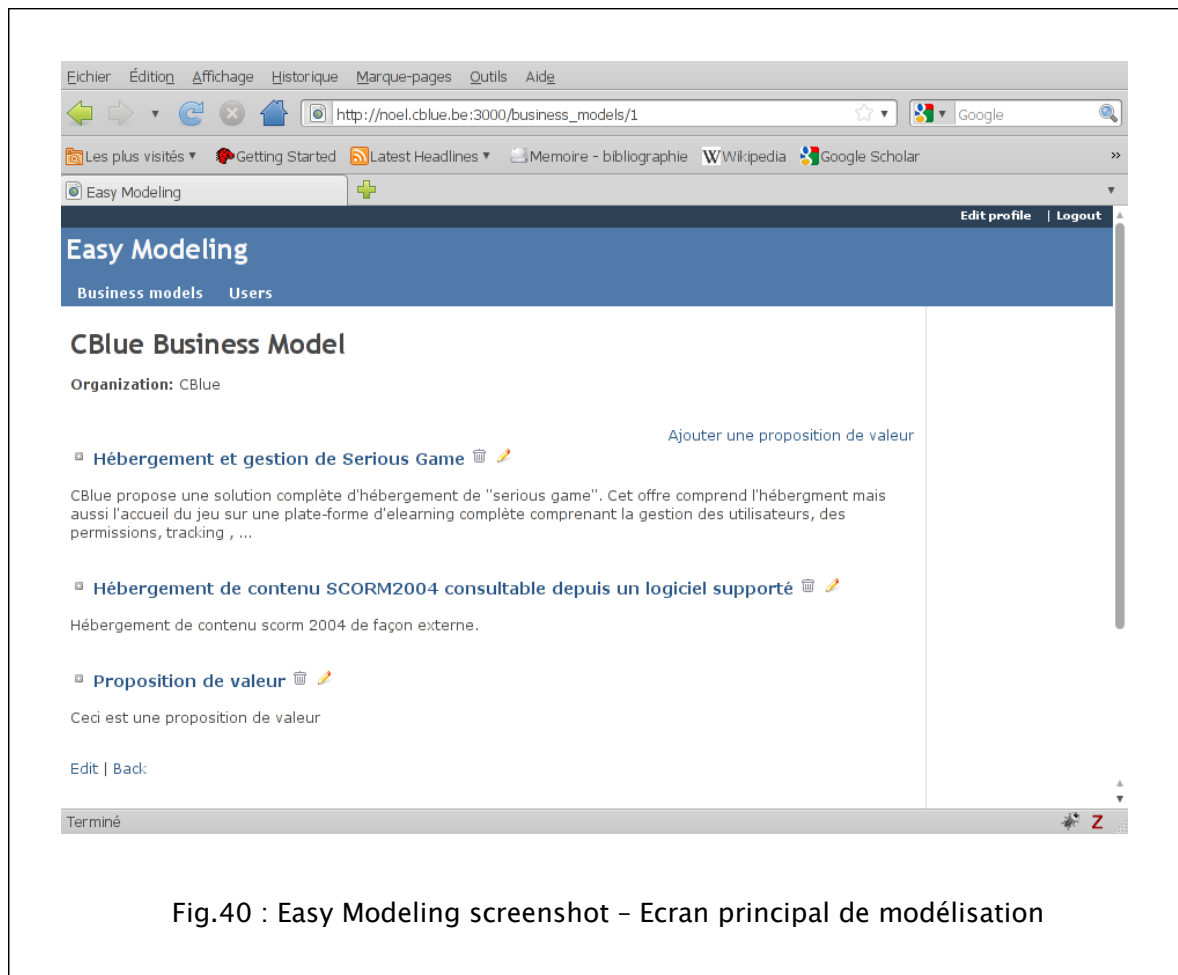 Eichier Édition Affichage Historique Marque-pages Outils Aide
http://noel.cblue.be:3000/business_models/1 Google
Les plus visités Getting Started Latest Headlines Memoire - bibliographie Wikipedia Google Scholar »
Easy Modeling
Edit profile | Logout
Easy Modeling
Business models Users
CBlue Business Model
Organization: CBlue
Ajouter une proposition de valeur
Hébergement et gestion de Serious Game
CBlue propose une solution complète d'hébergement de "serious game". Cet offre comprend l'hébergment mais
aussi l'accueil du jeu sur une plate-forme d'elearning complète comprenant la gestion des utilisateurs, des
permissions, tracking , ...
Hébergement de contenu SCORM2004 consultable depuis un logiciel supporté
Hébergement de contenu scorm 2004 de façon externe.
Proposition de valeur
Ceci est une proposition de valeur
Edit | Back
Terminé Z
Fig.40 : Easy Modeling screenshot – Ecran principal de modélisation